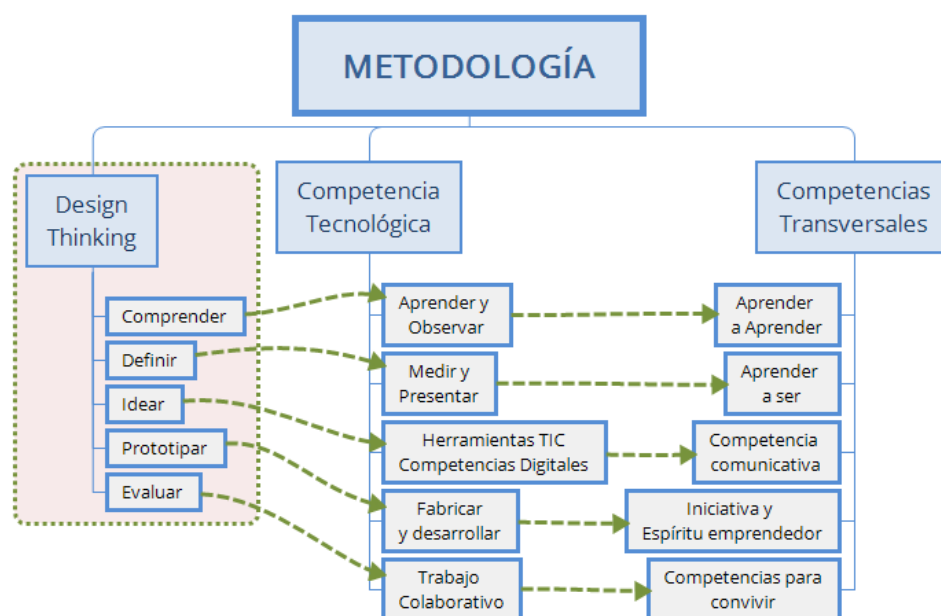 METODOLOGÍA
Design
Thinking
Comprender
Definir
Idear
Prototipar
Evaluar
Competencia
Tecnológica
Aprender y
Observar
Medir y
Presentar
Herramientas TIC
Competencias Digitales
Fabricar
y desarrollar
Trabajo
Colaborativo
Competencias
Transversales
Aprender
a Aprender
Aprender
a ser
Competencia
comunicativa
Iniciativa y
Espíritu emprendedor
Competencias para
convivir